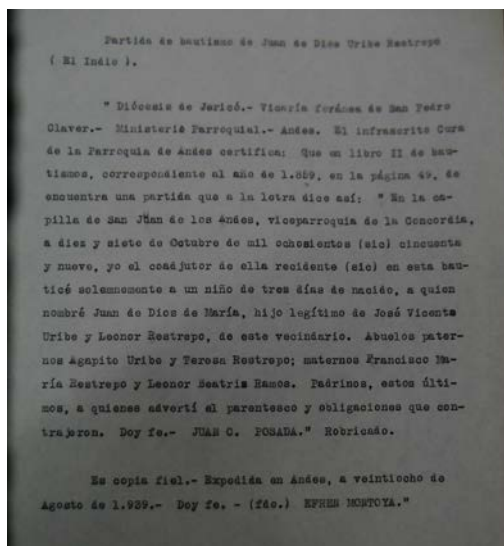 Partida de bautismo de Juan de Dios Uribe Restrepo
( El Indio ).
" Diócesis de Jericó.- Vicaría foránea de San Pedro
Claver.- Ministerio Parroquial.- Andes. El infrascrito Cura
de la Parroquia de Andes certifica: Que en libro II de bau-
tismos, correspondiente al año de 1.859, en la página 49, se
encuentra una partida que a la letra dice así: " En la ca-
pilla de San Juan de los Andes, viceparroquia de la Concordia,
a diez y siete de Octubre de mil ochosientos (sic) cincuenta
y nueve, yo el coadjutor de ella recidente (sic) en esta bau-
ticé solemnemente a un niño de tres días de nacido, a quien
nombré Juan de Dios de María, hijo legítimo de José Vicente
Uribe y Leonor Restrepo, de este vecindario. Abuelos pater-
nos Agapito Uribe y Teresa Restrepo; maternos Francisco Ma-
ría Restrepo y Leonor Beatris Ramos. Padrinos, estos últi-
mos, a quienes advertí el parentesco y obligaciones que con-
trajeron. Doy fe.- JUAN C. POSADA." Robricado.
Es copia fiel.- Expedida en Andes, a veintiocho de
Agosto de 1.939.- Doy fe. - (fdo.) EFREN MONTOYA."